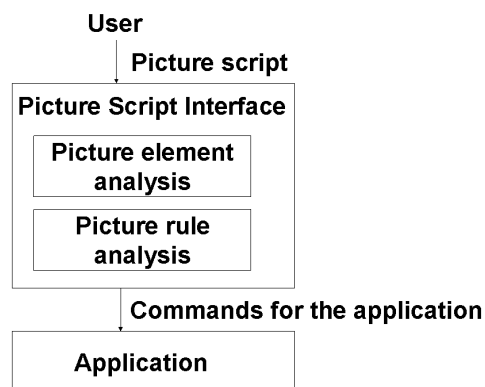 User
Picture script
Picture Script Interface
Picture element
analysis
Picture rule
analysis
Commands for the application
Application